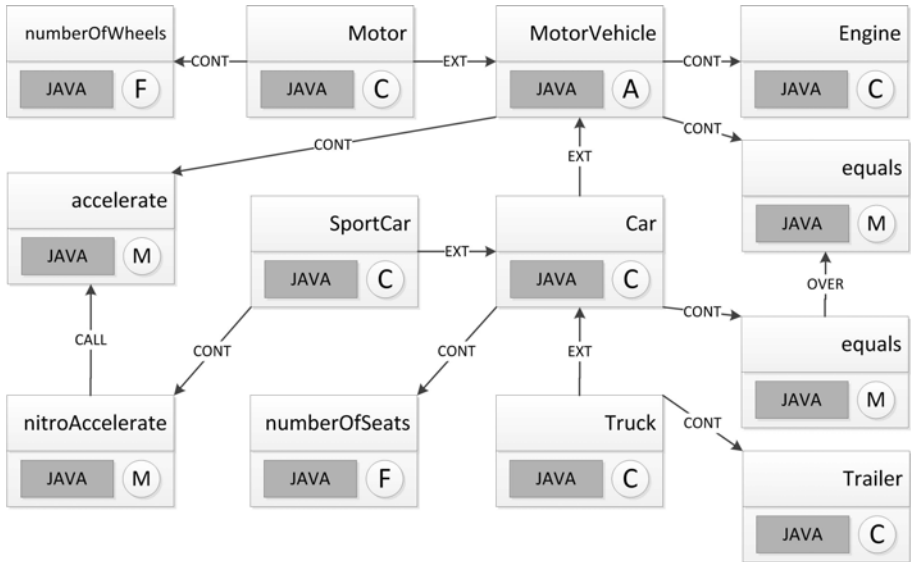 numberOfWheels
JAVA F
CONT
Motor
JAVA C
EXT
MotorVehicle
JAVA A
CONT
Engine
JAVA C
CONT
CONT
EXT
accelerate
JAVA M
SportCar
JAVA C
EXT
Car
JAVA C
equals
JAVA M
OVER
CALL
CONT
CONT
EXT
CONT
equals
JAVA M
nitroAccelerate
JAVA M
numberOfSeats
JAVA F
Truck
JAVA C
CONT
Trailer
JAVA C